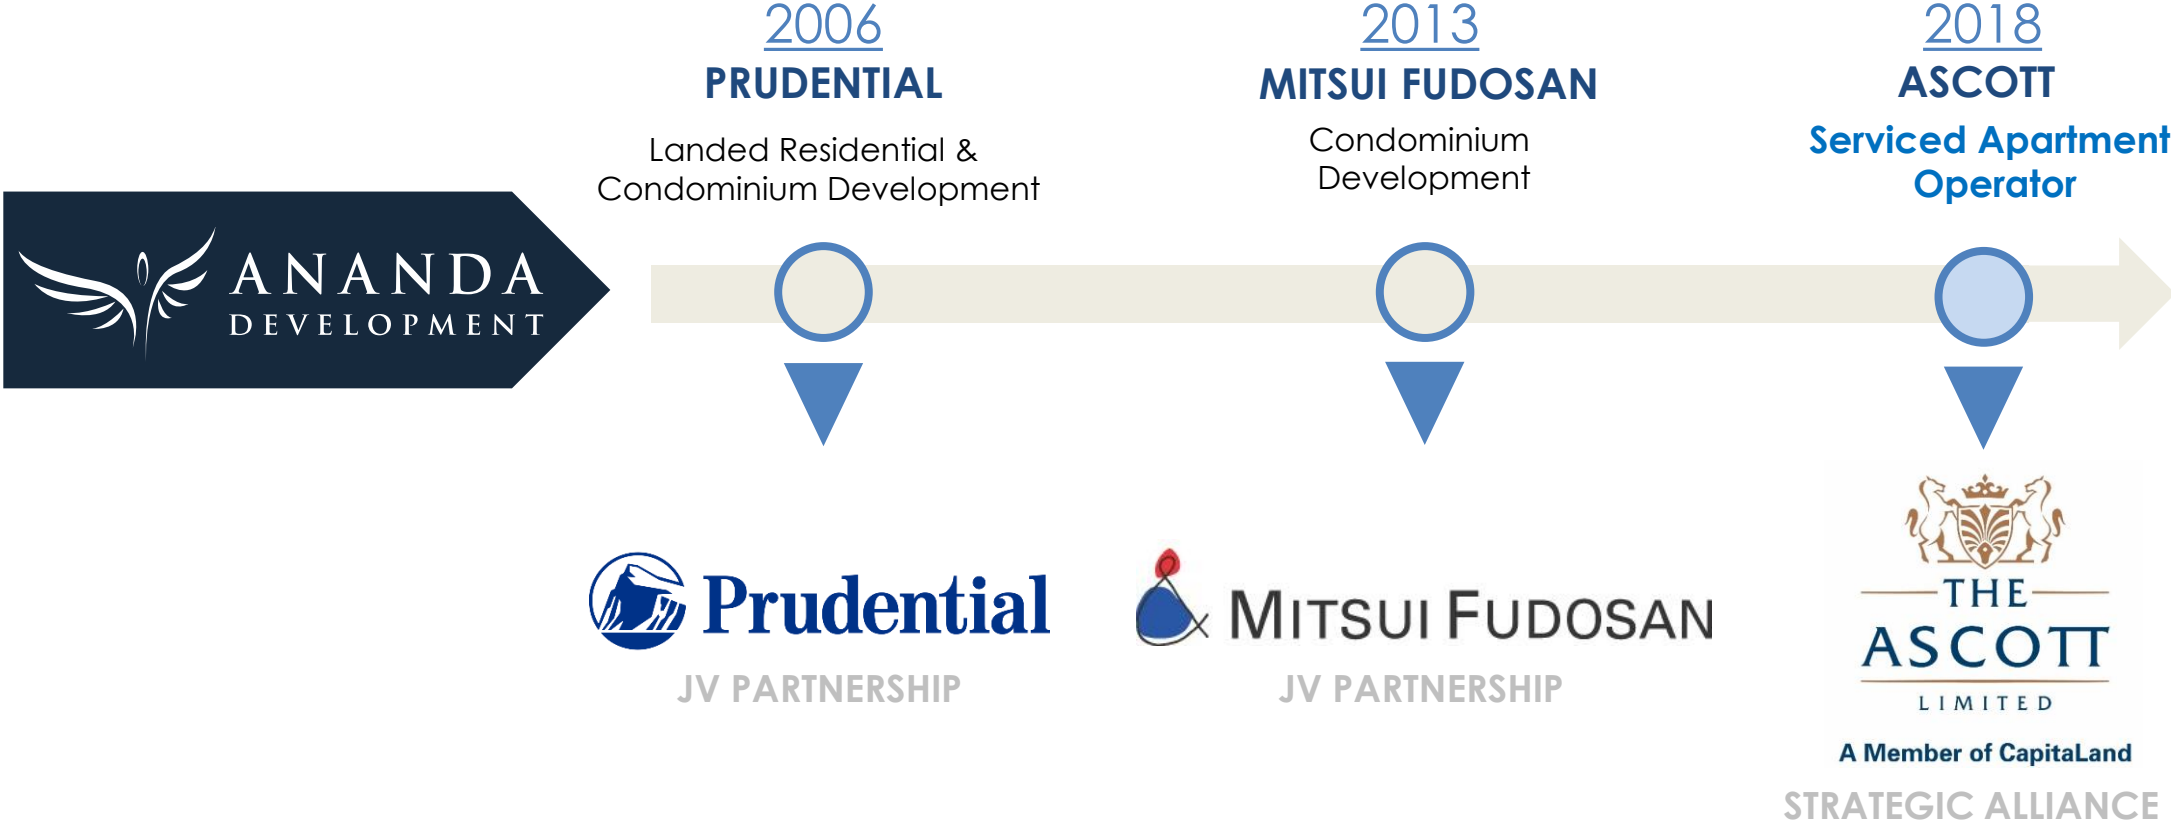 ANANDA
DEVELOPMENT
2006
PRUDENTIAL
Landed Residential &
Condominium Development
Prudential
JV PARTNERSHIP
2013
MITSUI FUDOSAN
Condominium
Development
MITSUI FUDOSAN
JV PARTNERSHIP
2018
ASCOTT
Serviced Apartment
Operator
THE
ASCOTT
LIMITED
A Member of CapitaLand
STRATEGIC ALLIANCE